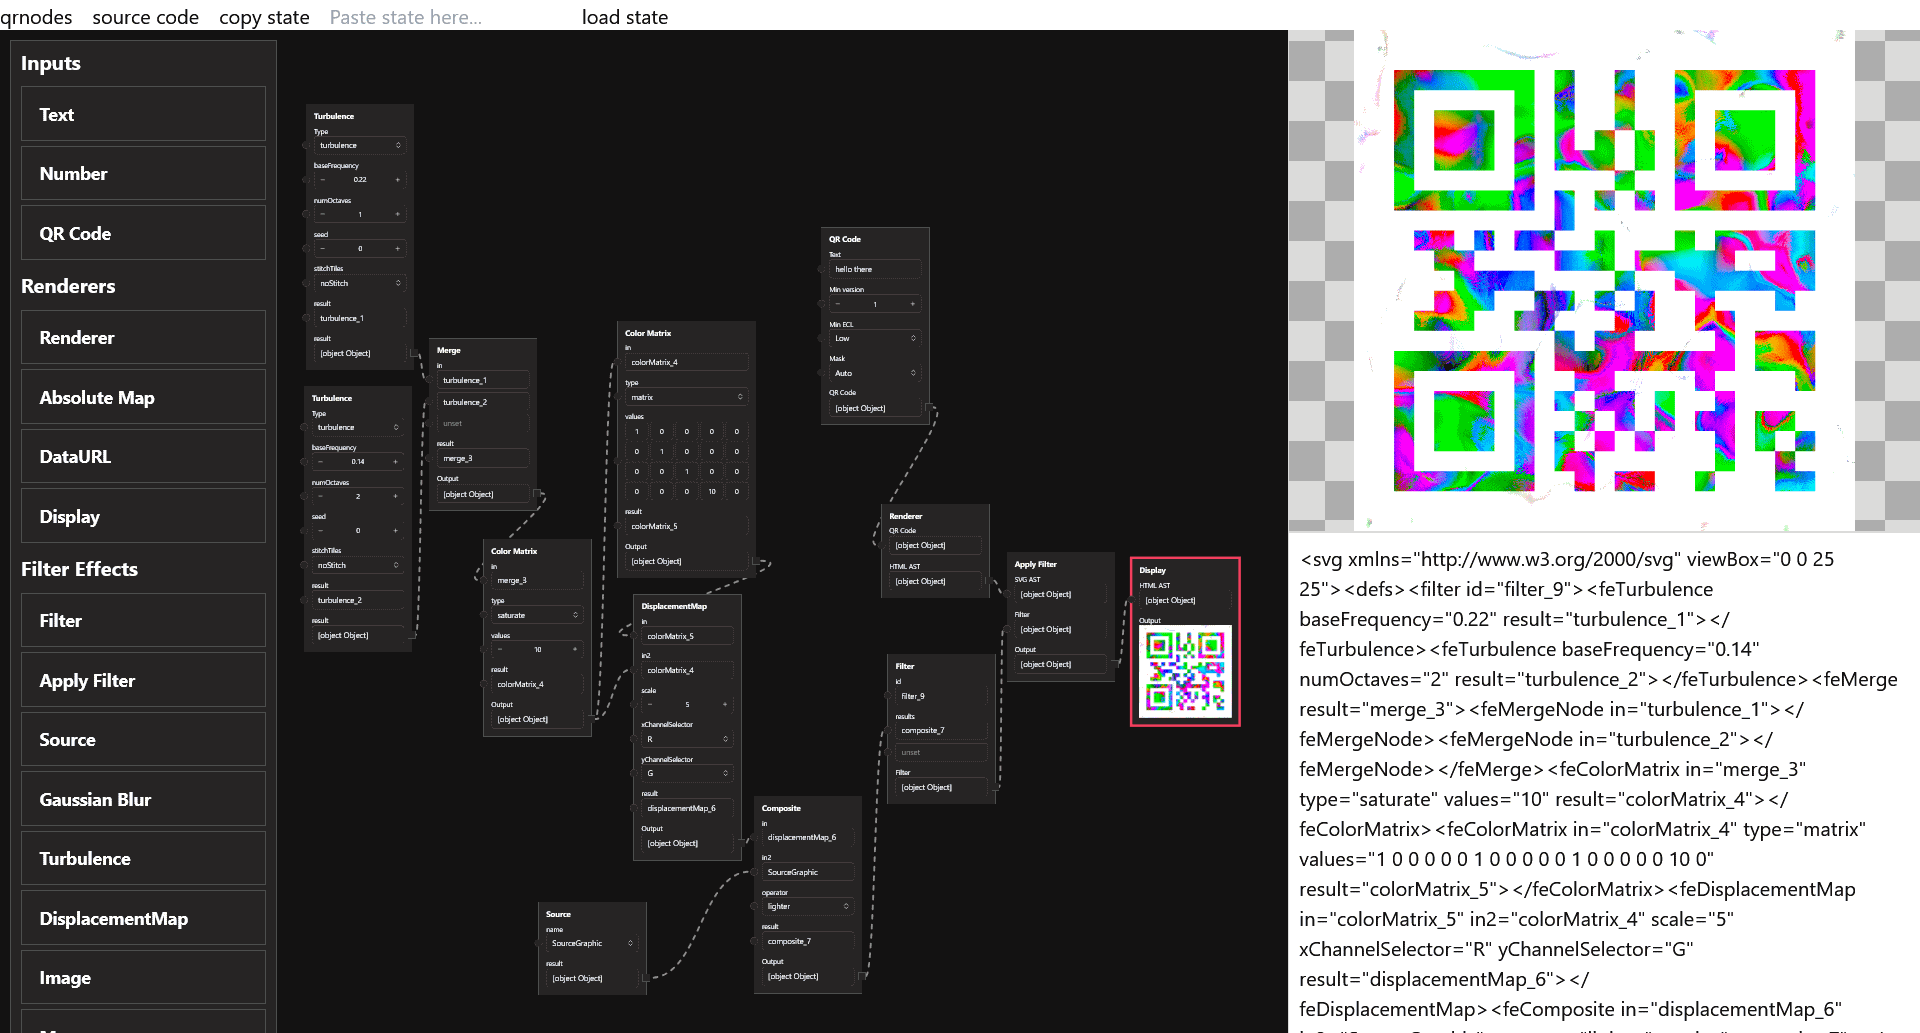 qrnodes source code copy state Paste state here... load state
Inputs
Text
Number
QR Code
Renderers
Renderer
Absolute Map
DataURL
Display
Filter Effects
Filter
Apply Filter
Source
Gaussian Blur
Turbulence
DisplacementMap
Image
Turbulence
Type
turbulence
baseFrequency
− 0.22 +
numOctaves
− 1 +
seed
− 0 +
stitchTiles
noStitch
result
turbulence_1
result
[object Object]
Turbulence
Type
turbulence
baseFrequency
− 0.14 +
numOctaves
− 2 +
seed
− 0 +
stitchTiles
noStitch
result
turbulence_2
result
[object Object]
Merge
in
turbulence_1
turbulence_2
unset
result
merge_3
Output
[object Object]
Color Matrix
in
merge_3
type
saturate
values
− 10 +
result
colorMatrix_4
Output
[object Object]
Color Matrix
in
colorMatrix_4
type
matrix
values
1 0 0 0 0
0 1 0 0 0
0 0 1 0 0
0 0 0 10 0
result
colorMatrix_5
Output
[object Object]
DisplacementMap
in
colorMatrix_5
in2
colorMatrix_4
scale
− 5 +
xChannelSelector
R
yChannelSelector
G
result
displacementMap_6
Output
[object Object]
Source
name
SourceGraphic
result
[object Object]
Composite
in
displacementMap_6
in2
SourceGraphic
operator
lighter
result
composite_7
Output
[object Object]
QR Code
Text
hello there
Min version
− 1 +
Min ECL
Low
Mask
Auto
QR Code
[object Object]
Renderer
QR Code
[object Object]
HTML AST
[object Object]
Filter
id
filter_9
results
composite_7
unset
Filter
[object Object]
Apply Filter
SVG AST
[object Object]
Filter
[object Object]
Output
[object Object]
Display
HTML AST
[object Object]
Output
<svg xmlns="http://www.w3.org/2000/svg" viewBox="0 0 25
25"><defs><filter id="filter_9"><feTurbulence
baseFrequency="0.22" result="turbulence_1"></
feTurbulence><feTurbulence baseFrequency="0.14"
numOctaves="2" result="turbulence_2"></feTurbulence><feMerge
result="merge_3"><feMergeNode in="turbulence_1"></
feMergeNode><feMergeNode in="turbulence_2"></
feMergeNode></feMerge><feColorMatrix in="merge_3"
type="saturate" values="10" result="colorMatrix_4"></
feColorMatrix><feColorMatrix in="colorMatrix_4" type="matrix"
values="1 0 0 0 0 0 1 0 0 0 0 0 1 0 0 0 0 0 10 0"
result="colorMatrix_5"></feColorMatrix><feDisplacementMap
in="colorMatrix_5" in2="colorMatrix_4" scale="5"
xChannelSelector="R" yChannelSelector="G"
result="displacementMap_6"></
feDisplacementMap><feComposite in="displacementMap_6"